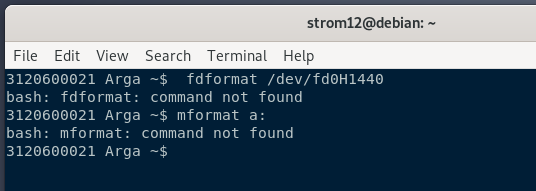 strom12@debian: ~
File Edit View Search Terminal Help
3120600021 Arga ~$  fdformat /dev/fd0H1440
bash: fdformat: command not found
3120600021 Arga ~$ mformat a:
bash: mformat: command not found
3120600021 Arga ~$